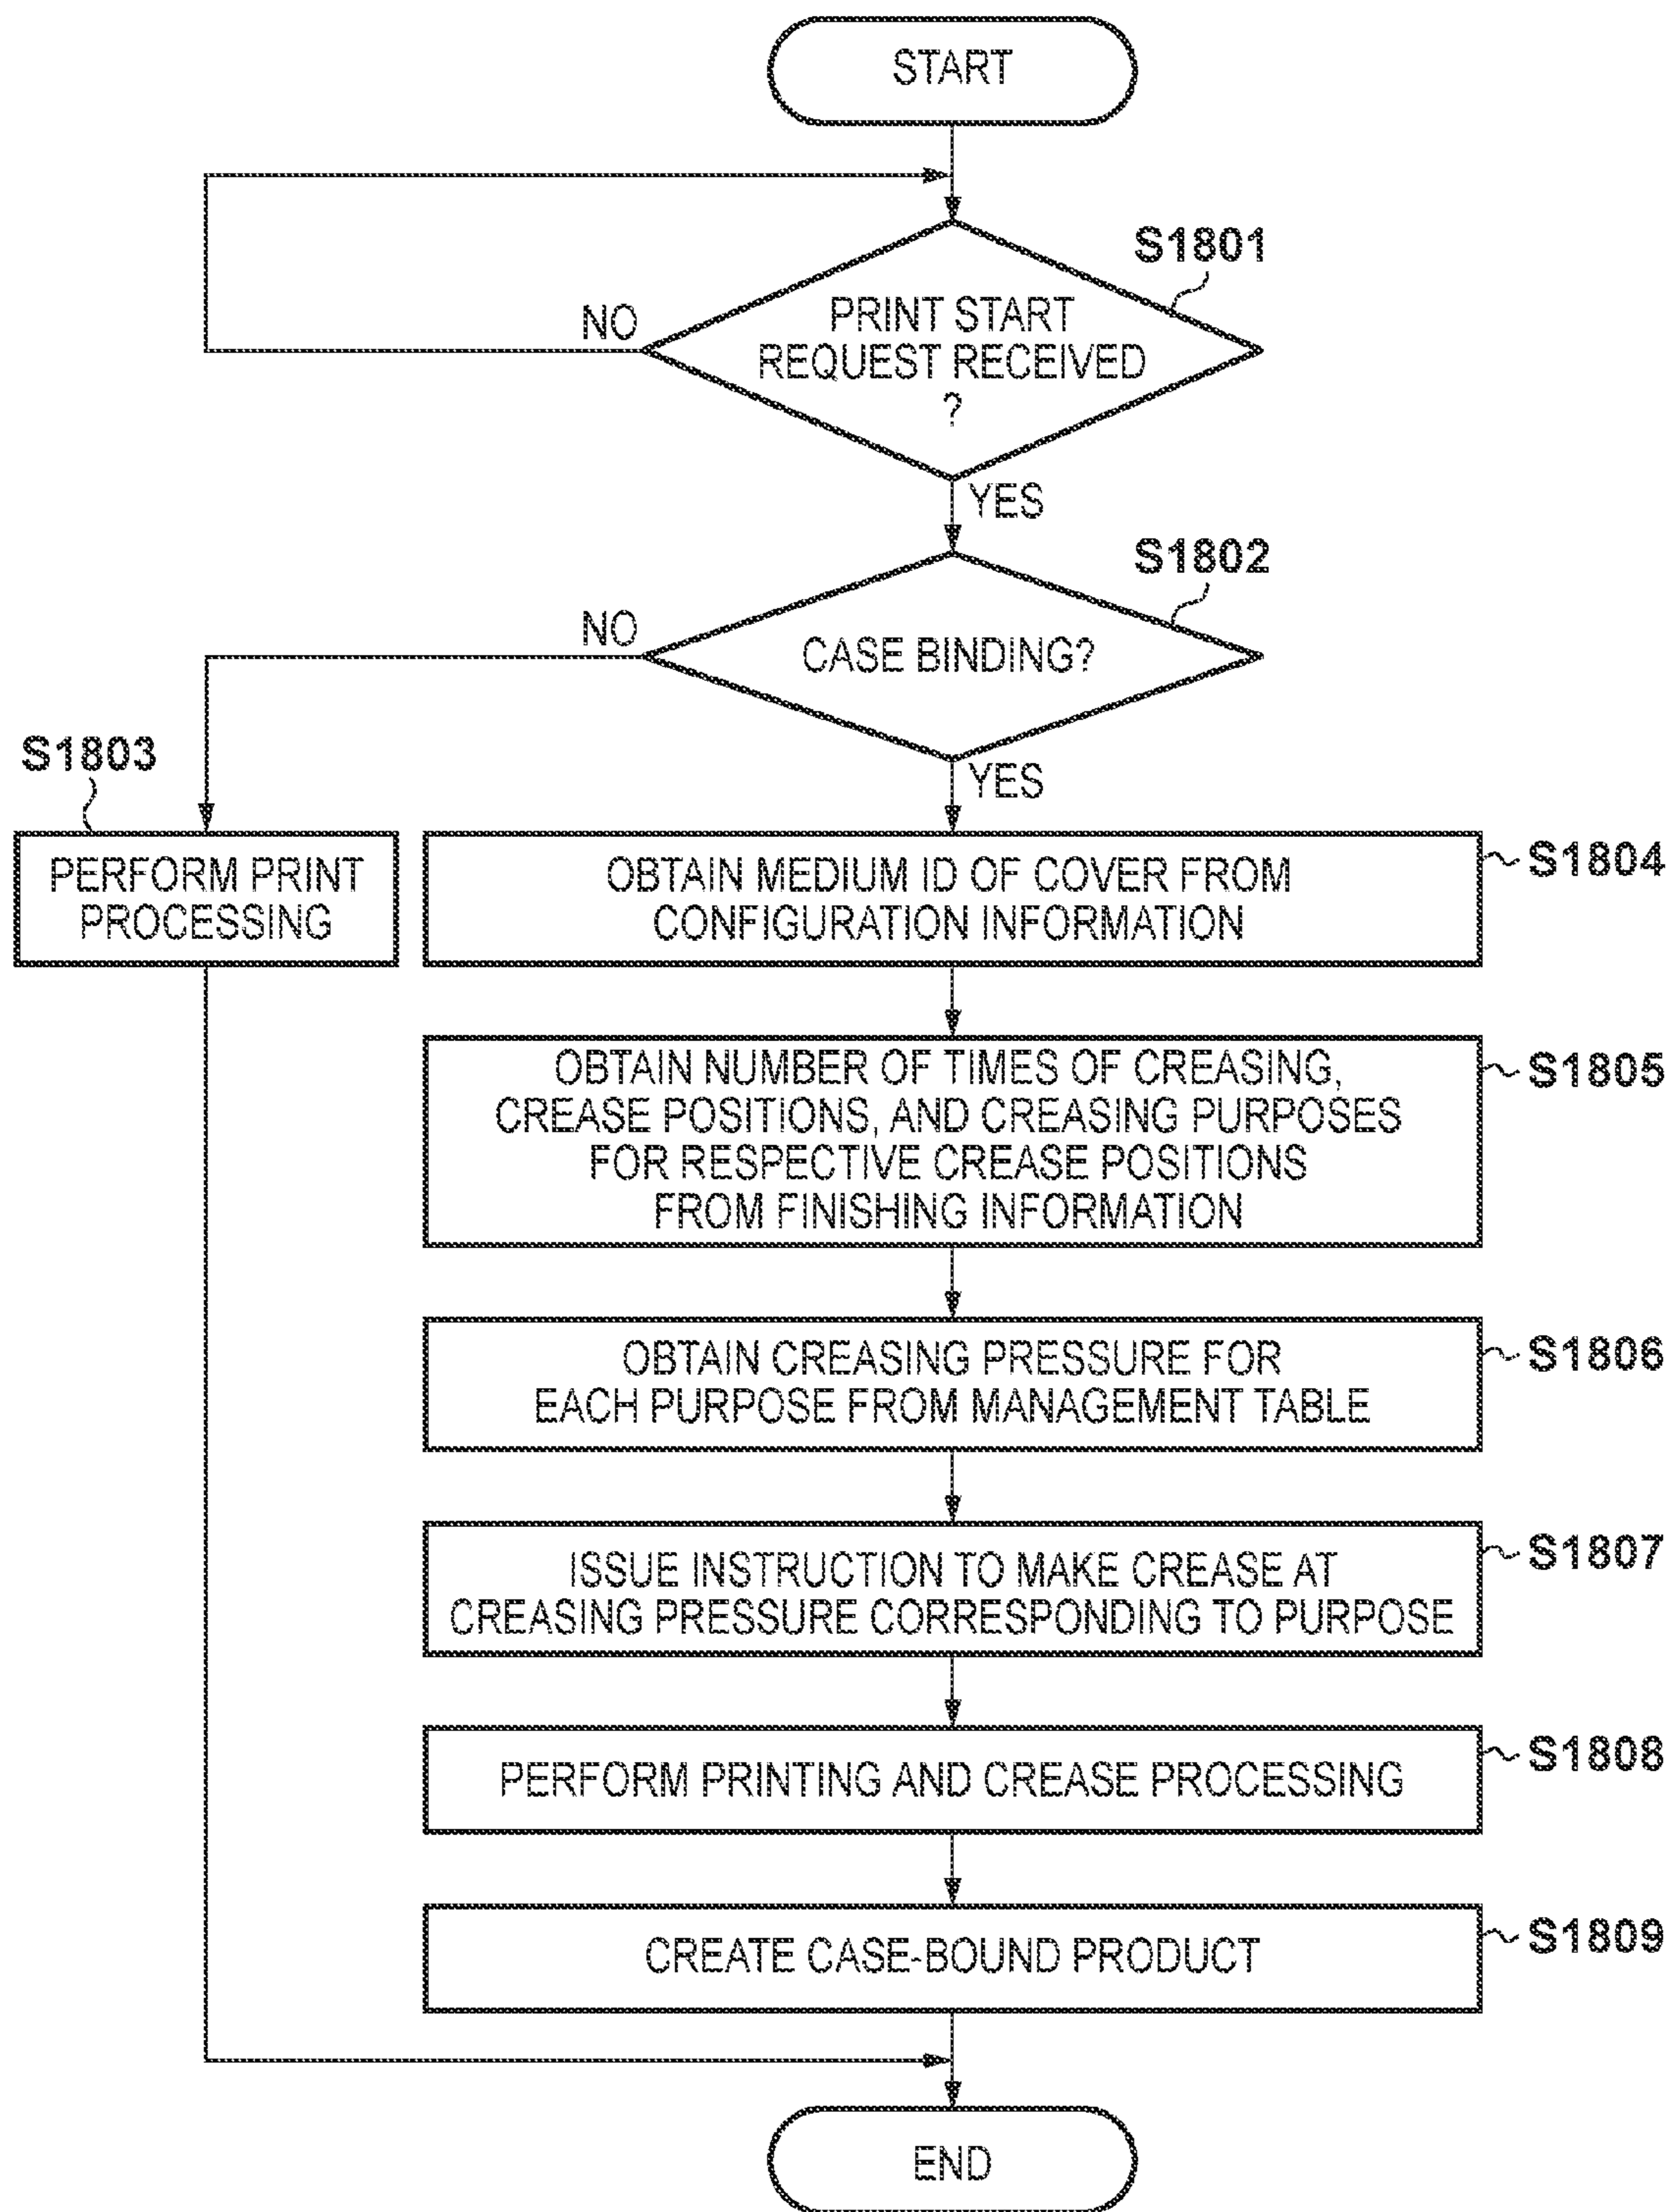 START
S1801
PRINT START
REQUEST RECEIVED
?
NO
YES
S1802
CASE BINDING?
NO
YES
S1803
PERFORM PRINT
PROCESSING
S1804
OBTAIN MEDIUM ID OF COVER FROM
CONFIGURATION INFORMATION
S1805
OBTAIN NUMBER OF TIMES OF CREASING,
CREASE POSITIONS, AND CREASING PURPOSES
FOR RESPECTIVE CREASE POSITIONS
FROM FINISHING INFORMATION
S1806
OBTAIN CREASING PRESSURE FOR
EACH PURPOSE FROM MANAGEMENT TABLE
S1807
ISSUE INSTRUCTION TO MAKE CREASE AT
CREASING PRESSURE CORRESPONDING TO PURPOSE
S1808
PERFORM PRINTING AND CREASE PROCESSING
S1809
CREATE CASE-BOUND PRODUCT
END